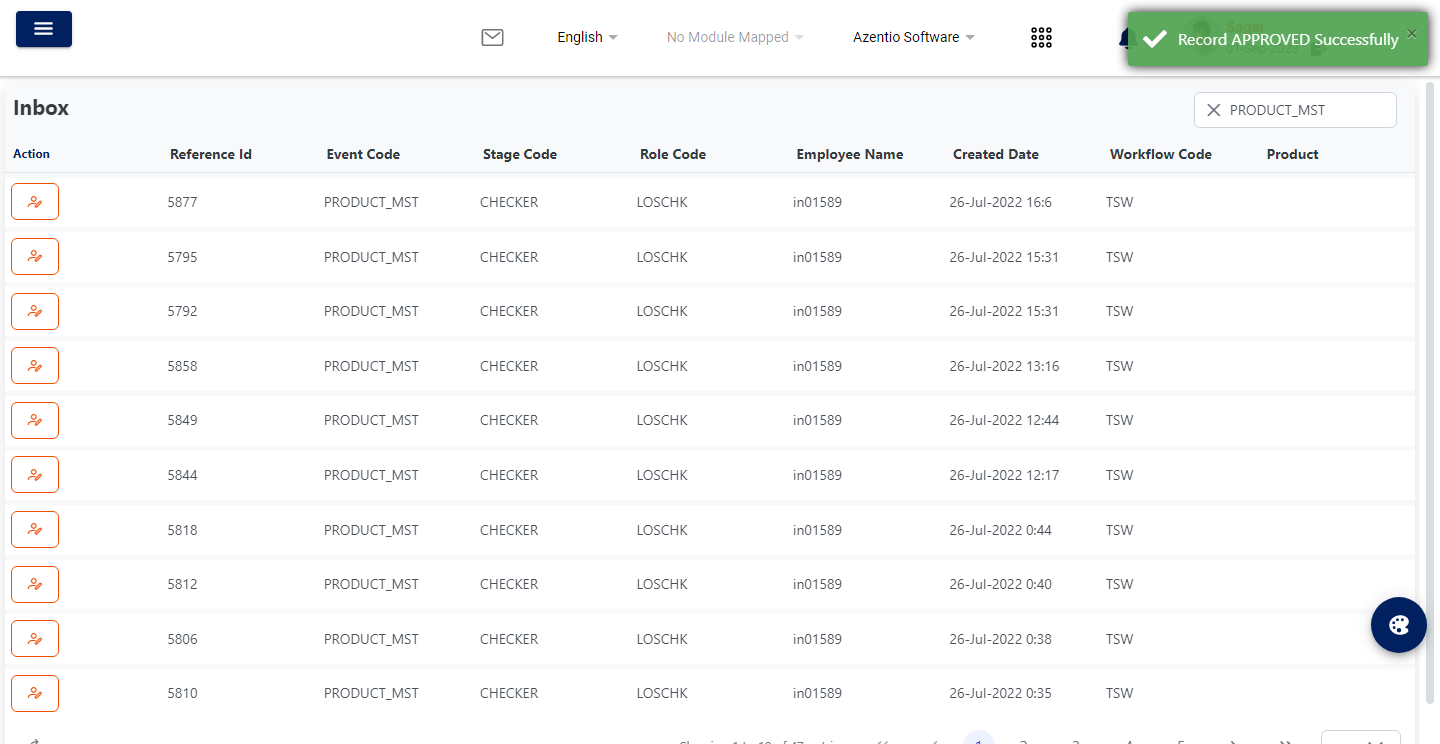 English No Module Mapped Azentio Software
Record APPROVED Successfully ×
Inbox
PRODUCT_MST
Action Reference Id Event Code Stage Code Role Code Employee Name Created Date Workflow Code Product
5877 PRODUCT_MST CHECKER LOSCHK in01589 26-Jul-2022 16:6 TSW
5795 PRODUCT_MST CHECKER LOSCHK in01589 26-Jul-2022 15:31 TSW
5792 PRODUCT_MST CHECKER LOSCHK in01589 26-Jul-2022 15:31 TSW
5858 PRODUCT_MST CHECKER LOSCHK in01589 26-Jul-2022 13:16 TSW
5849 PRODUCT_MST CHECKER LOSCHK in01589 26-Jul-2022 12:44 TSW
5844 PRODUCT_MST CHECKER LOSCHK in01589 26-Jul-2022 12:17 TSW
5818 PRODUCT_MST CHECKER LOSCHK in01589 26-Jul-2022 0:44 TSW
5812 PRODUCT_MST CHECKER LOSCHK in01589 26-Jul-2022 0:40 TSW
5806 PRODUCT_MST CHECKER LOSCHK in01589 26-Jul-2022 0:38 TSW
5810 PRODUCT_MST CHECKER LOSCHK in01589 26-Jul-2022 0:35 TSW